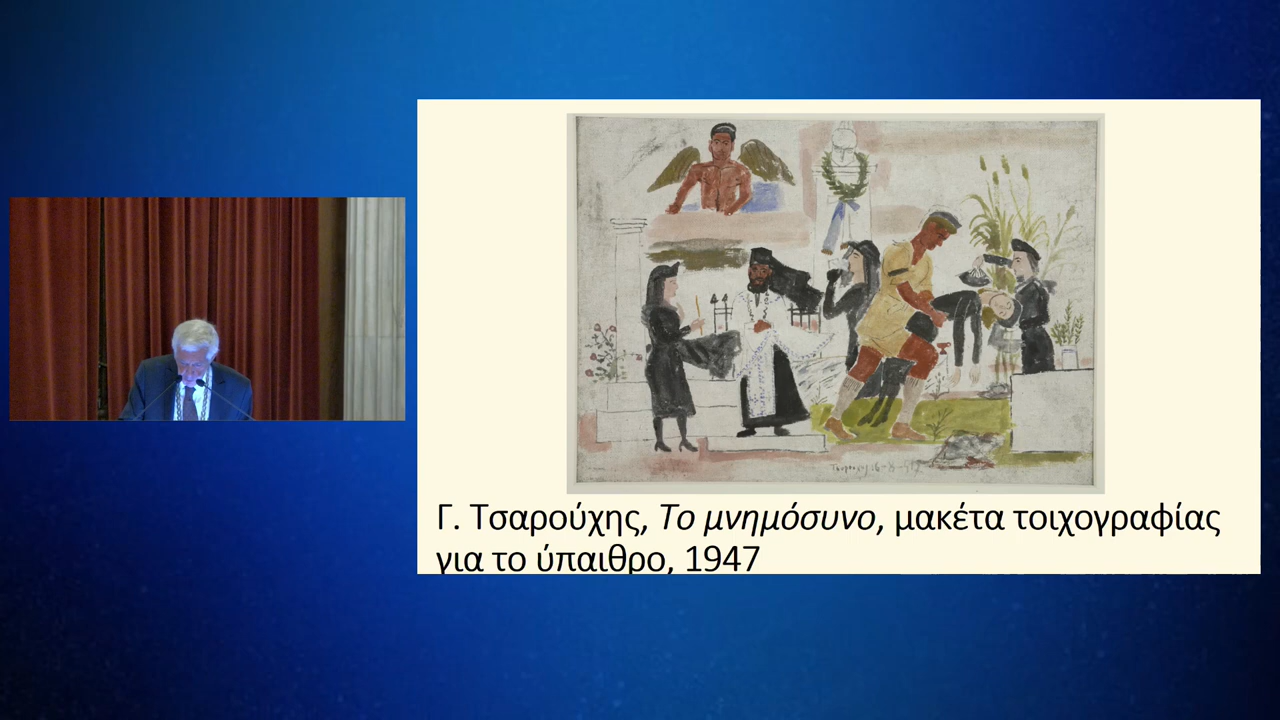 Γ. Τσαρούχης, Το μνημόσυνο, μακέτα τοιχογραφίας
για το ύπαιθρο, 1947